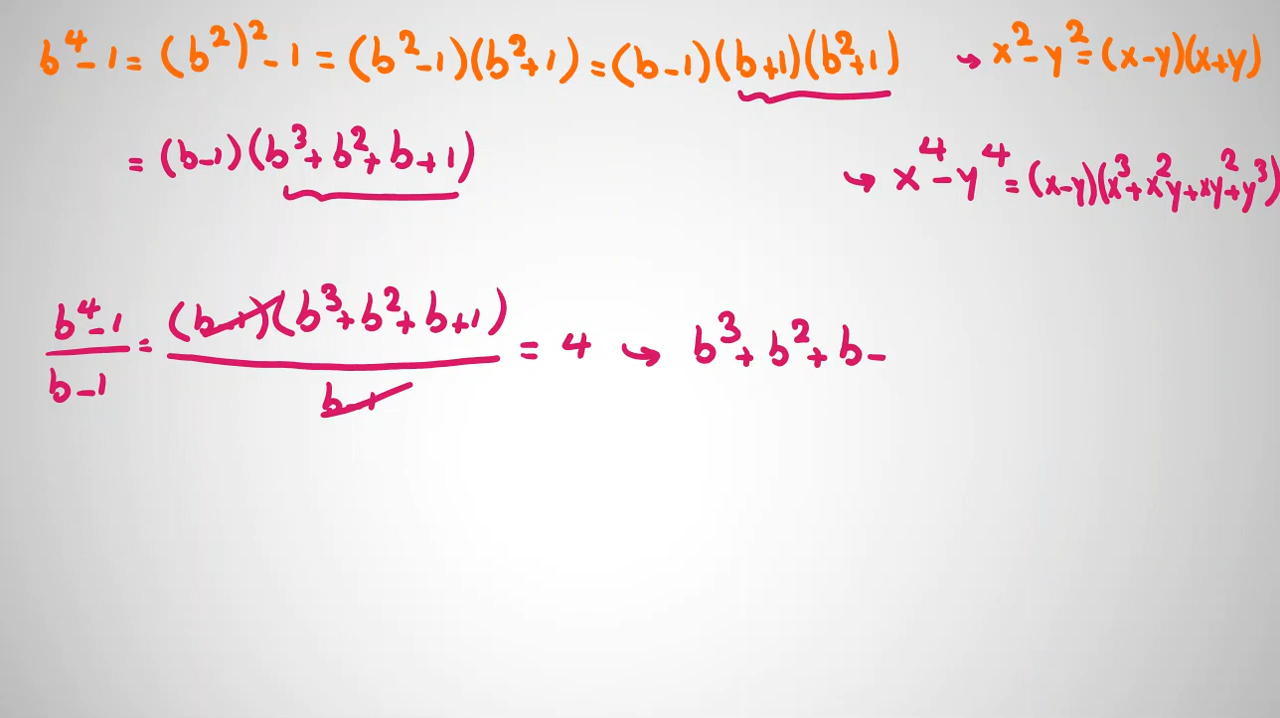 b⁴-1= (b²)²-1 = (b²-1)(b²+1) = (b-1)(b+1)(b²+1) → x²-y²=(x-y)(x+y)
= (b-1)(b³+b²+b+1) → x⁴-y⁴=(x-y)(x³+x²y+xy²+y³)
b⁴-1/b-1 = (b-1)(b³+b²+b+1)/b-1 = 4 → b³+b²+b-